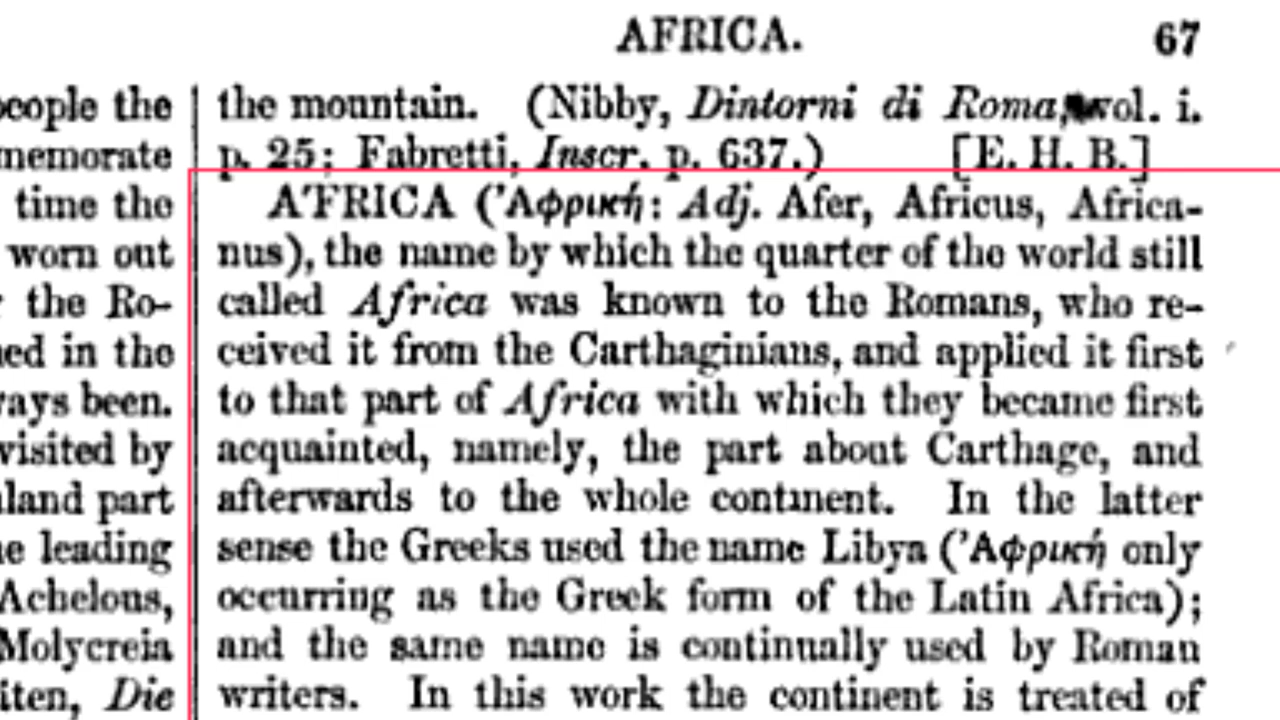 AFRICA. 67
people the
memorate
time the
worn out
the Ro-
ed in the
ays been.
visited by
land part
e leading
Achelous,
Molycreia
iten, Die
the mountain. (Nibby, Dintorni di Roma, vol. i.
p. 25; Fabretti, Inscr. p. 637.) [E. H. B.]
AFRICA (Ἀφρική: Adj. Afer, Africus, Africa-
nus), the name by which the quarter of the world still
called Africa was known to the Romans, who re-
ceived it from the Carthaginians, and applied it first
to that part of Africa with which they became first
acquainted, namely, the part about Carthage, and
afterwards to the whole continent. In the latter
sense the Greeks used the name Libya (Ἀφρική only
occurring as the Greek form of the Latin Africa);
and the same name is continually used by Roman
writers. In this work the continent is treated of